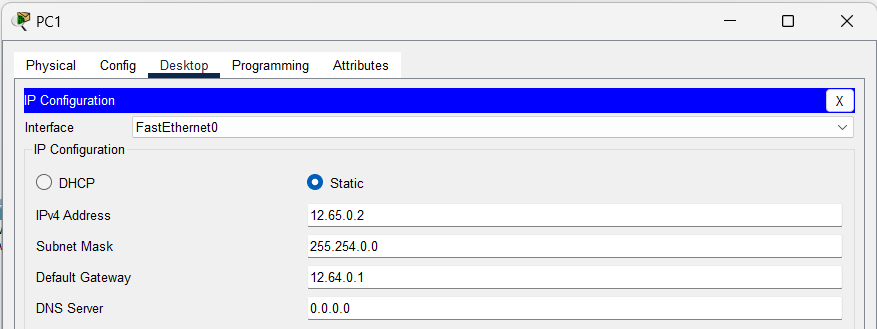 PC1
Physical Config Desktop Programming Attributes
IP Configuration X
Interface FastEthernet0
IP Configuration
DHCP Static
IPv4 Address 12.65.0.2
Subnet Mask 255.254.0.0
Default Gateway 12.64.0.1
DNS Server 0.0.0.0